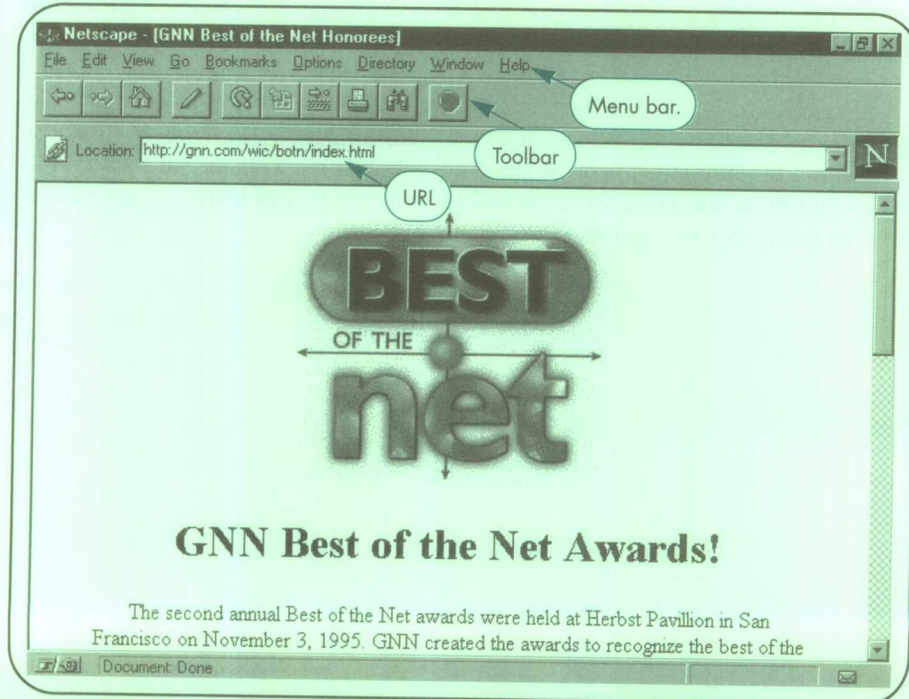 Netscape - [GNN Best of the Net Honorees]
File Edit View Go Bookmarks Options Directory Window Help
Menu bar.
Toolbar
Location: http://gnn.com/wic/botn/index.html
N
URL
BEST
OF THE
net
GNN Best of the Net Awards!
The second annual Best of the Net awards were held at Herbst Pavillion in San
Francisco on November 3, 1995. GNN created the awards to recognize the best of the
Document: Done